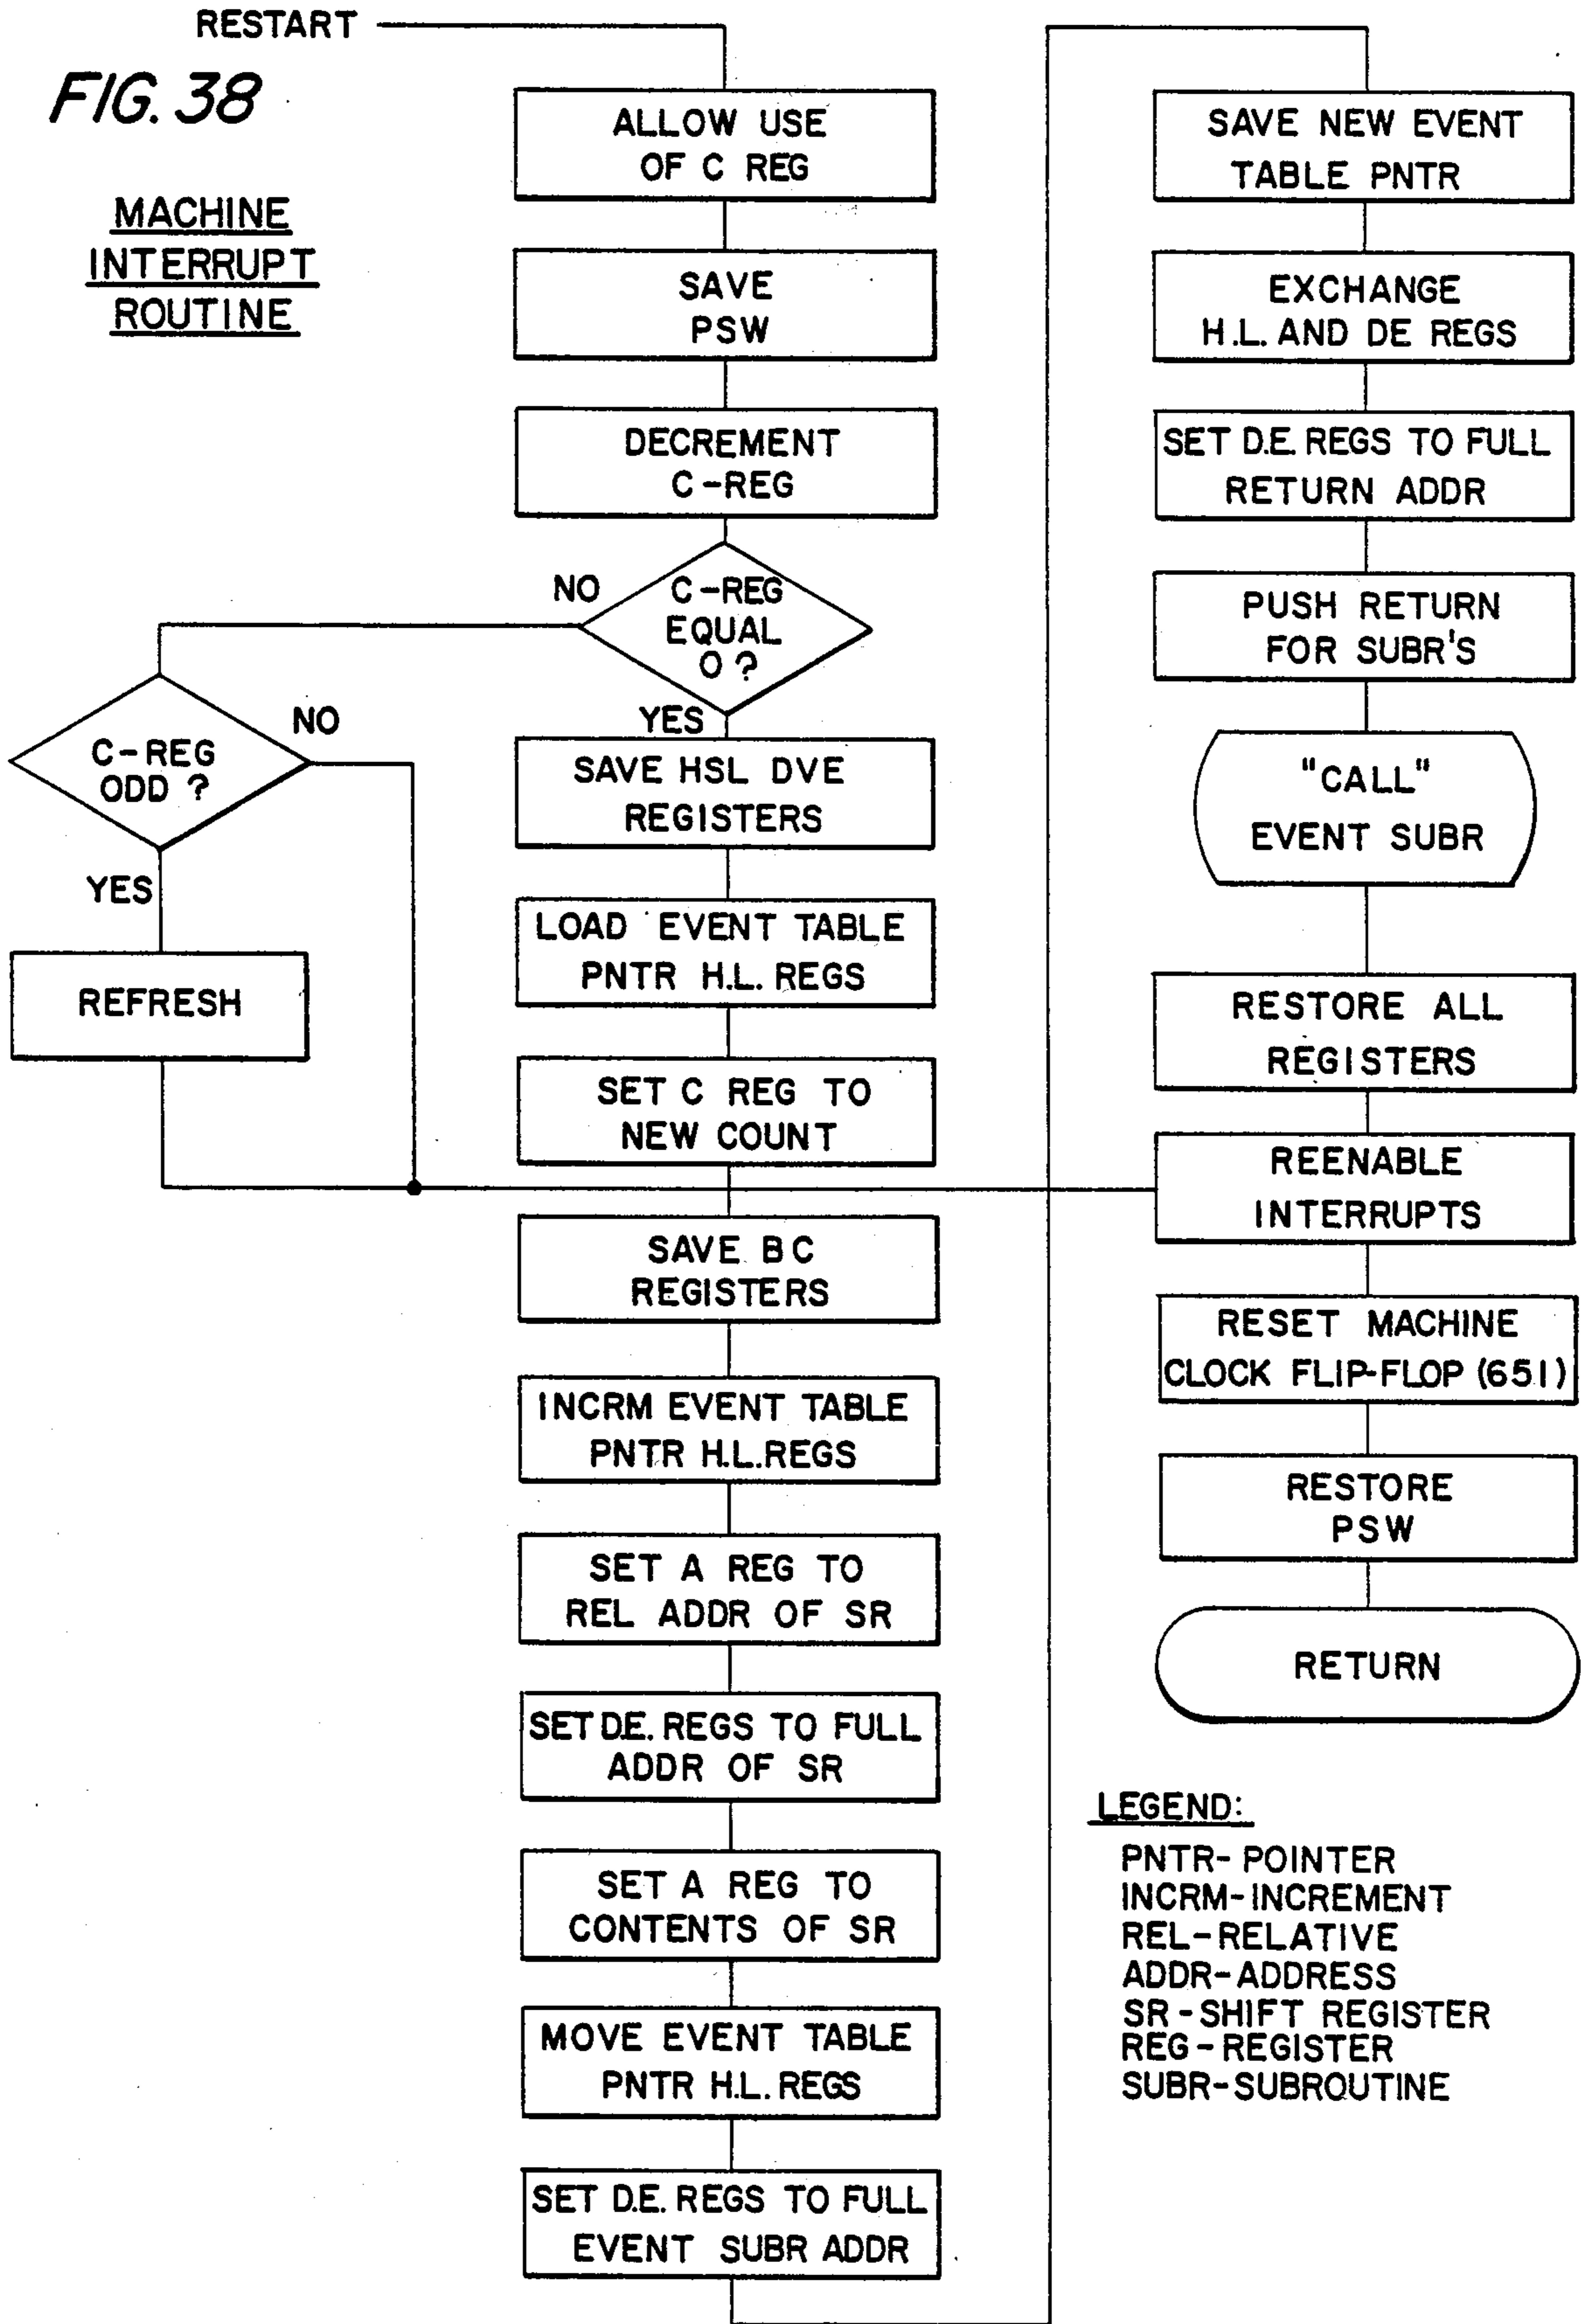 RESTART
FIG. 38
MACHINE
INTERRUPT
ROUTINE
ALLOW USE
OF C REG
SAVE
PSW
DECREMENT
C-REG
C-REG
EQUAL
0?
NO
YES
C-REG
ODD?
NO
YES
REFRESH
SAVE HSL DVE
REGISTERS
LOAD EVENT TABLE
PNTR H.L. REGS
SET C REG TO
NEW COUNT
SAVE BC
REGISTERS
INCRM EVENT TABLE
PNTR H.L.REGS
SET A REG TO
REL ADDR OF SR
SET D.E. REGS TO FULL
ADDR OF SR
SET A REG TO
CONTENTS OF SR
MOVE EVENT TABLE
PNTR H.L. REGS
SET D.E. REGS TO FULL
EVENT SUBR ADDR
SAVE NEW EVENT
TABLE PNTR
EXCHANGE
H.L. AND DE REGS
SET D.E. REGS TO FULL
RETURN ADDR
PUSH RETURN
FOR SUBR'S
"CALL"
EVENT SUBR
RESTORE ALL
REGISTERS
REENABLE
INTERRUPTS
RESET MACHINE
CLOCK FLIP-FLOP (651)
RESTORE
PSW
RETURN
LEGEND:
PNTR-POINTER
INCRM-INCREMENT
REL-RELATIVE
ADDR-ADDRESS
SR-SHIFT REGISTER
REG-REGISTER
SUBR-SUBROUTINE